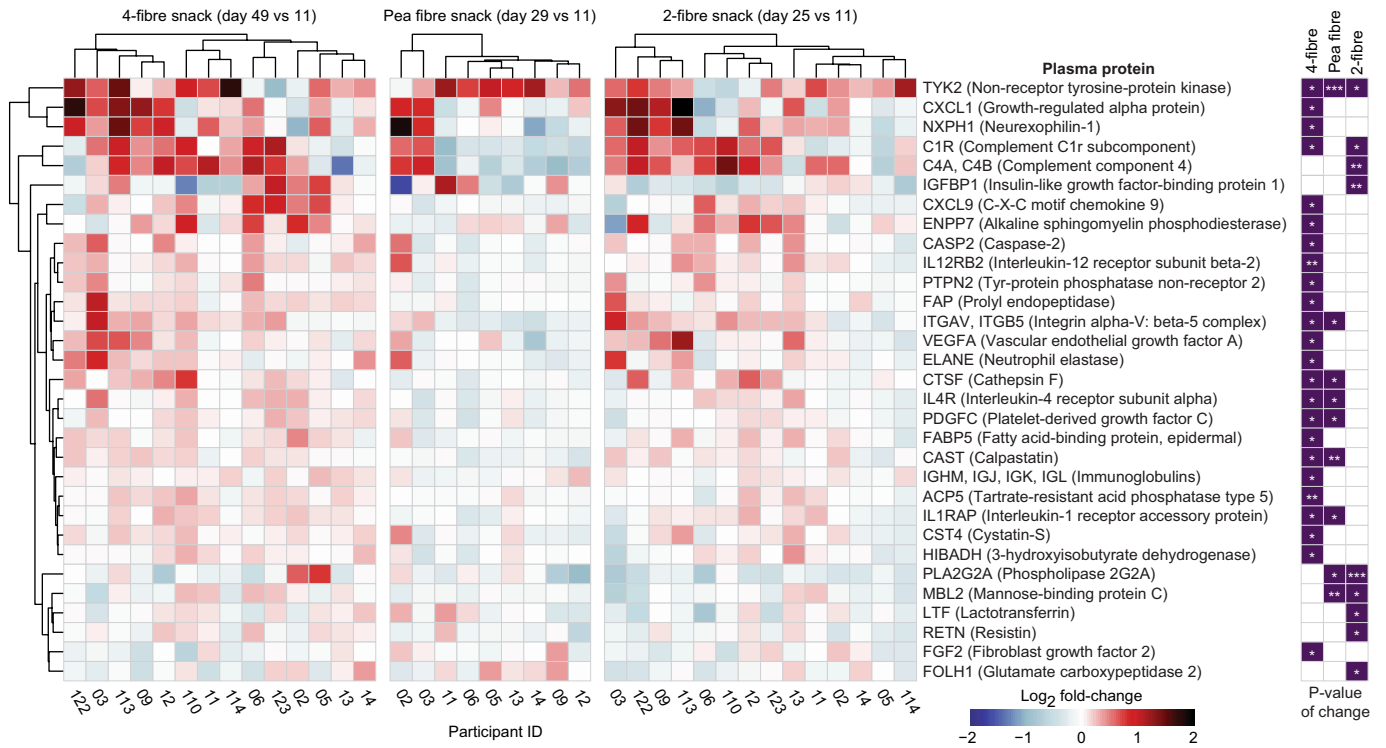 4-fibre snack (day 49 vs 11)
Pea fibre snack (day 29 vs 11)
2-fibre snack (day 25 vs 11)
4-fibre
Pea fibre
2-fibre
Plasma protein
TYK2 (Non-receptor tyrosine-protein kinase) * *** *
CXCL1 (Growth-regulated alpha protein) *
NXPH1 (Neurexophilin-1) *
C1R (Complement C1r subcomponent) * *
C4A, C4B (Complement component 4) **
IGFBP1 (Insulin-like growth factor-binding protein 1) **
CXCL9 (C-X-C motif chemokine 9) *
ENPP7 (Alkaline sphingomyelin phosphodiesterase) *
CASP2 (Caspase-2) *
IL12RB2 (Interleukin-12 receptor subunit beta-2) **
PTPN2 (Tyr-protein phosphatase non-receptor 2) *
FAP (Prolyl endopeptidase) *
ITGAV, ITGB5 (Integrin alpha-V: beta-5 complex) * *
VEGFA (Vascular endothelial growth factor A) *
ELANE (Neutrophil elastase) *
CTSF (Cathepsin F) * *
IL4R (Interleukin-4 receptor subunit alpha) * *
PDGFC (Platelet-derived growth factor C) * *
FABP5 (Fatty acid-binding protein, epidermal) *
CAST (Calpastatin) * **
IGHM, IGJ, IGK, IGL (Immunoglobulins) *
ACP5 (Tartrate-resistant acid phosphatase type 5) **
IL1RAP (Interleukin-1 receptor accessory protein) * *
CST4 (Cystatin-S) *
HIBADH (3-hydroxyisobutyrate dehydrogenase) *
PLA2G2A (Phospholipase 2G2A) * ***
MBL2 (Mannose-binding protein C) ** *
LTF (Lactotransferrin) *
RETN (Resistin) *
FGF2 (Fibroblast growth factor 2) *
FOLH1 (Glutamate carboxypeptidase 2) *
122 03 113 09 12 110 11 114 06 123 02 05 13 14
02 03 11 06 05 13 14 09 12
03 122 09 113 06 110 12 123 13 11 02 14 05 114
Participant ID
Log2 fold-change
−2 −1 0 1 2
P-value
of change